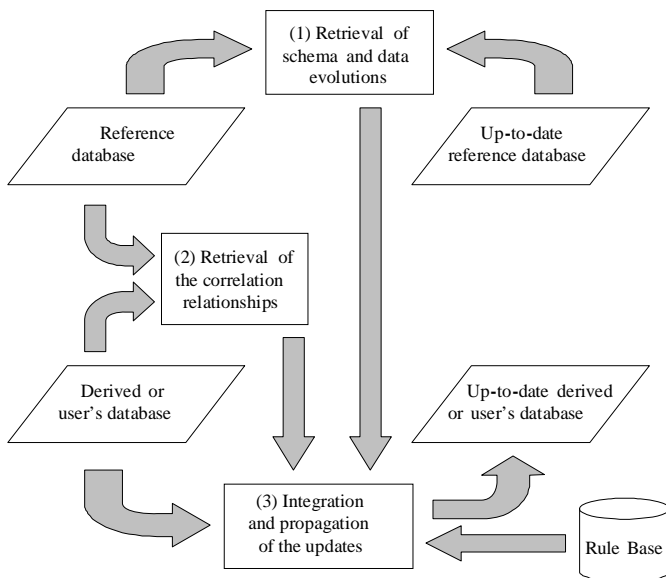 (1) Retrieval of
schema and data
evolutions
Reference
database
Up-to-date
reference database
(2) Retrieval of
the correlation
relationships
Derived or
user's database
Up-to-date derived
or user's database
(3) Integration
and propagation
of the updates
Rule Base